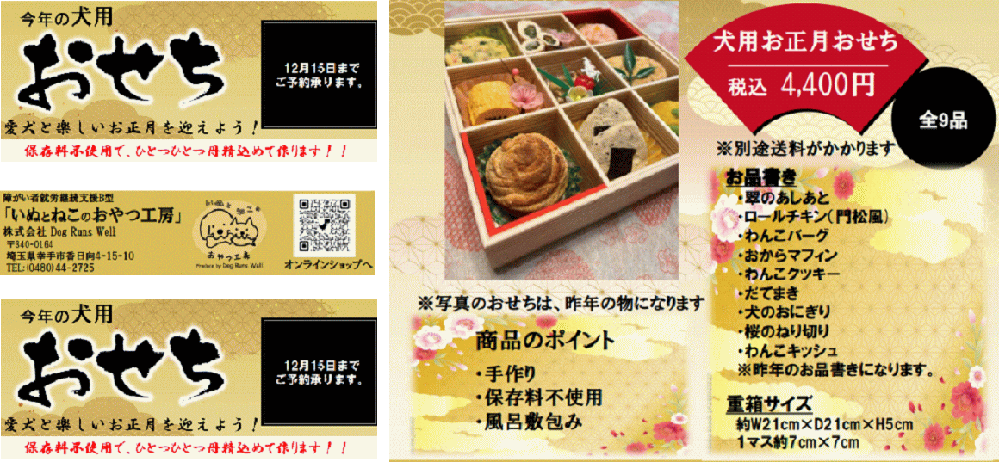 今年の犬用
おせち
12月15日まで
ご予約承ります。
愛犬と楽しいお正月を迎えよう！
保存料不使用で、ひとつひとつ丹精込めて作ります！！
障がい者就労継続支援B型
「いぬとねこのおやつ工房」
株式会社 Dog Runs Well
〒340-0164
埼玉県幸手市香日向4-15-10
TEL:(0480)44-2725
いぬとねこの
おやつ工房
Produce by Dog Runs Well
オンラインショップへ
今年の犬用
おせち
12月15日まで
ご予約承ります。
愛犬と楽しいお正月を迎えよう！
保存料不使用で、ひとつひとつ丹精込めて作ります！！
※写真のおせちは、昨年の物になります
商品のポイント
・手作り
・保存料不使用
・風呂敷包み
犬用お正月おせち
税込 4,400円
全9品
※別途送料がかかります
お品書き
・翠のあしあと
・ロールチキン(門松風)
・わんこバーグ
・おからマフィン
・わんこクッキー
・だてまき
・犬のおにぎり
・桜のねり切り
・わんこキッシュ
※昨年のお品書きになります。
重箱サイズ
約W21cm×D21cm×H5cm
1マス約7cm×7cm